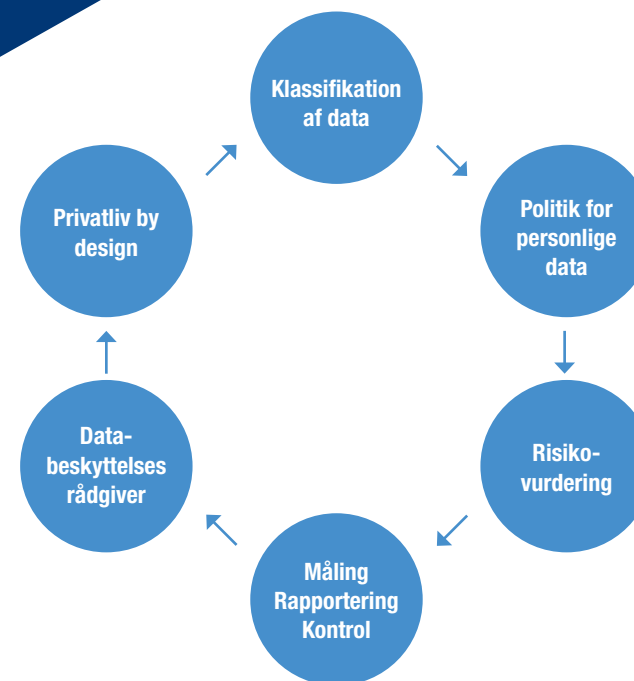 Klassifikation
af data
Politik for
personlige
data
Risiko-
vurdering
Måling
Rapportering
Kontrol
Data-
beskyttelses
rådgiver
Privatliv by
design